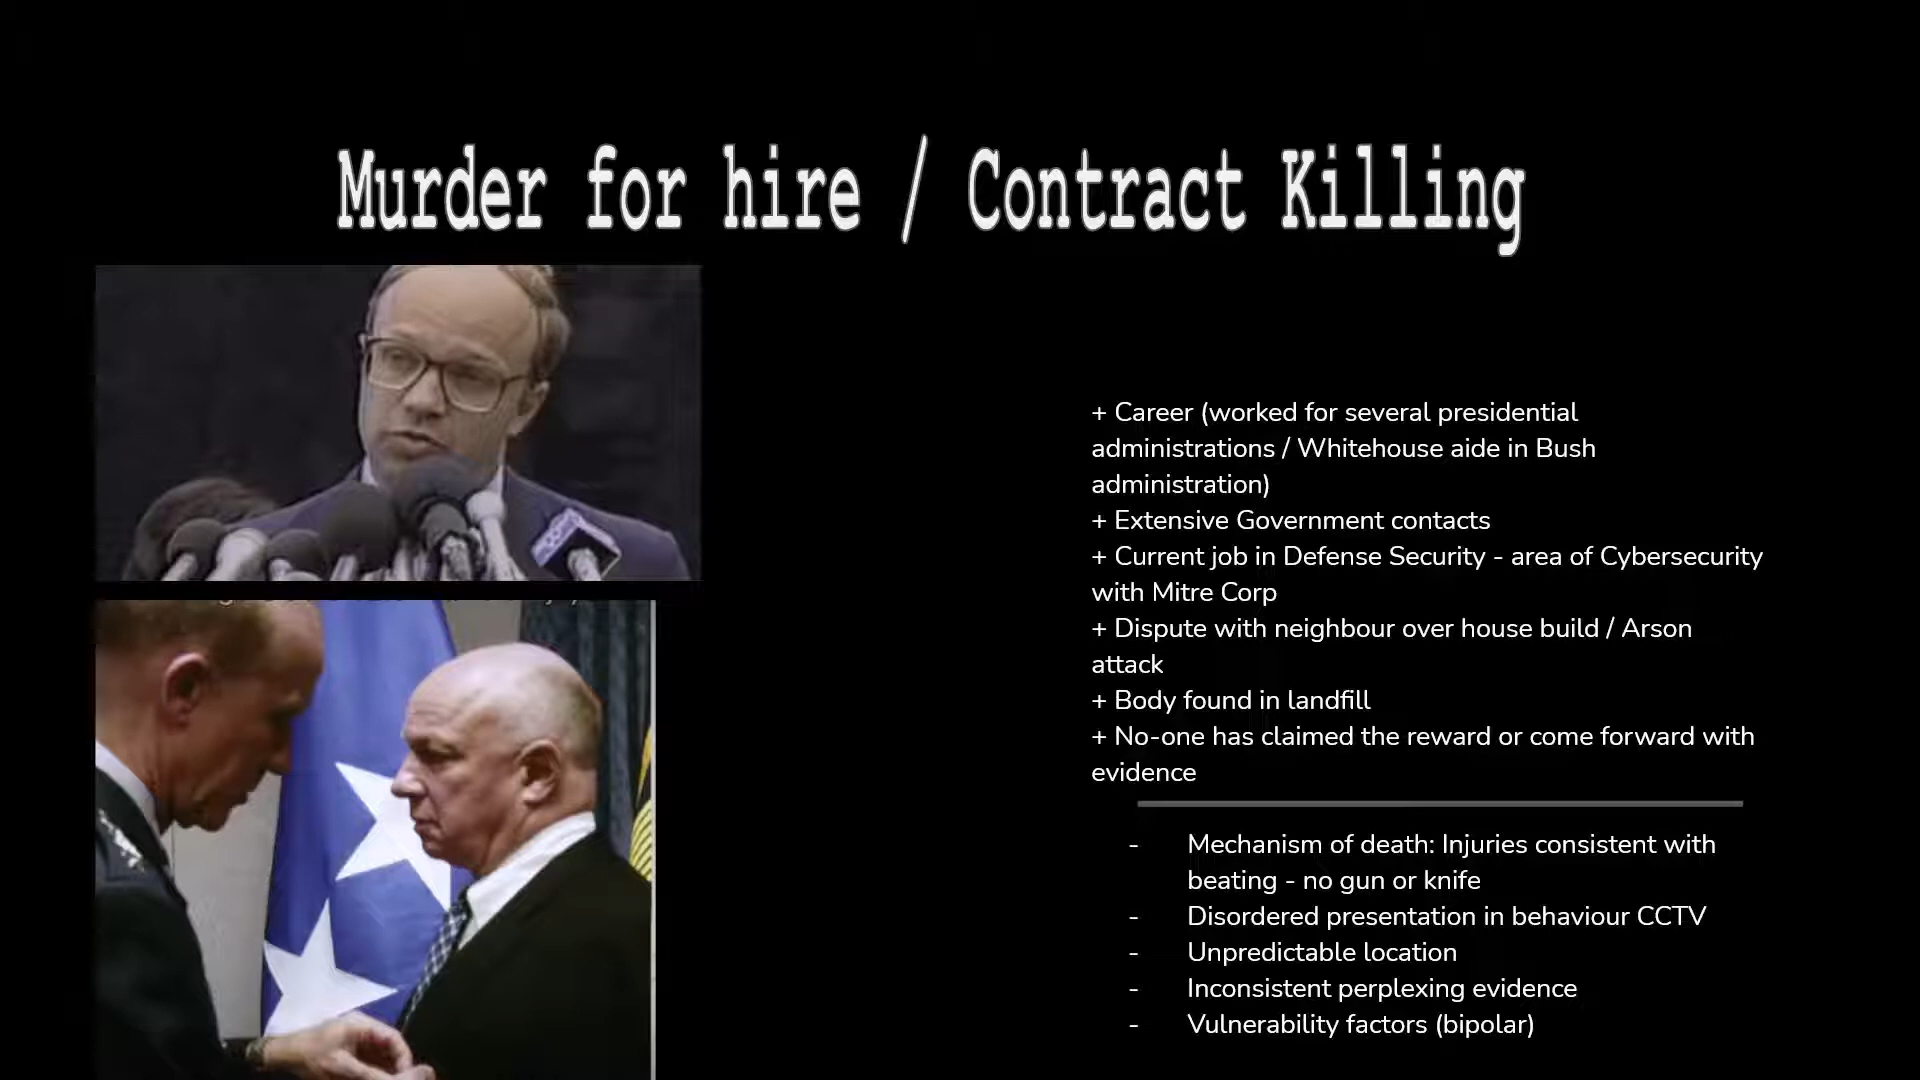 Murder for hire / Contract Killing
+ Career (worked for several presidential
administrations / Whitehouse aide in Bush
administration)
+ Extensive Government contacts
+ Current job in Defense Security - area of Cybersecurity
with Mitre Corp
+ Dispute with neighbour over house build / Arson
attack
+ Body found in landfill
+ No-one has claimed the reward or come forward with
evidence
- Mechanism of death: Injuries consistent with
beating - no gun or knife
- Disordered presentation in behaviour CCTV
- Unpredictable location
- Inconsistent perplexing evidence
- Vulnerability factors (bipolar)